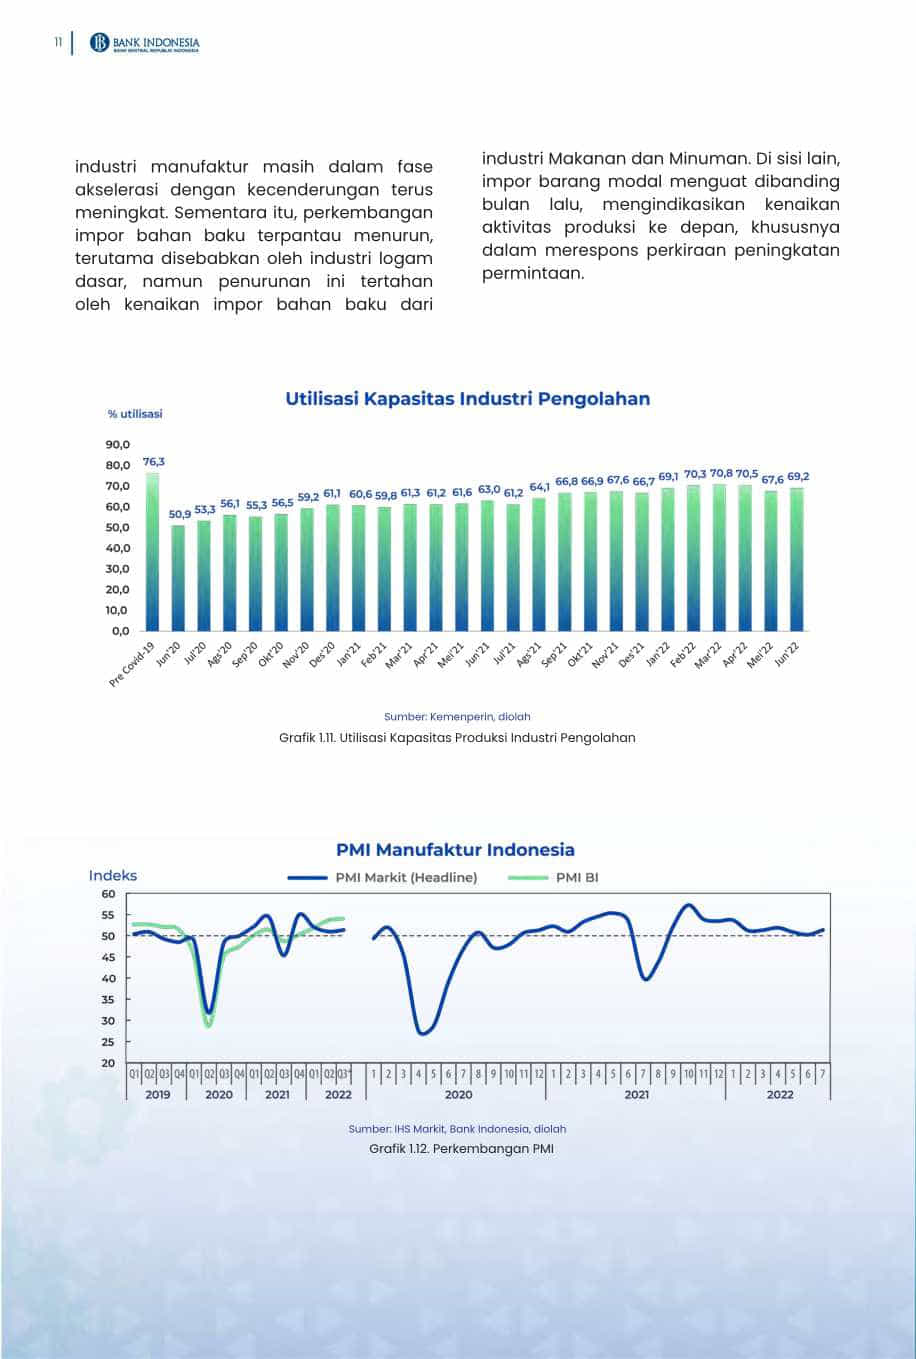 11
BANK INDONESIA
BANK SENTRAL REPUBLIK INDONESIA
industri manufaktur masih dalam fase
akselerasi dengan kecenderungan terus
meningkat. Sementara itu, perkembangan
impor bahan baku terpantau menurun,
terutama disebabkan oleh industri logam
dasar, namun penurunan ini tertahan
oleh kenaikan impor bahan baku dari
industri Makanan dan Minuman. Di sisi lain,
impor barang modal menguat dibanding
bulan lalu, mengindikasikan kenaikan
aktivitas produksi ke depan, khususnya
dalam merespons perkiraan peningkatan
permintaan.
Utilisasi Kapasitas Industri Pengolahan
% utilisasi
90,0
80,0
70,0
60,0
50,0
40,0
30,0
20,0
10,0
0,0
76,3 50,9 53,3 56,1 55,3 56,5 59,2 61,1 60,6 59,8 61,3 61,2 61,6 63,0 61,2 64,1 66,8 66,9 67,6 66,7 69,1 70,3 70,8 70,5 67,6 69,2
Pre Covid-19 Jun'20 Jul'20 Ags'20 Sep'20 Okt'20 Nov'20 Des'20 Jan'21 Feb'21 Mar'21 Apr'21 Mei'21 Jun'21 Jul'21 Ags'21 Sep'21 Okt'21 Nov'21 Des'21 Jan'22 Feb'22 Mar'22 Apr'22 Mei'22 Jun'22
Sumber: Kemenperin, diolah
Grafik 1.11. Utilisasi Kapasitas Produksi Industri Pengolahan
PMI Manufaktur Indonesia
Indeks
PMI Markit (Headline) PMI BI
60
55
50
45
40
35
30
25
20
Q1 Q2 Q3 Q4 Q1 Q2 Q3 Q4 Q1 Q2 Q3 Q4 Q1 Q2 Q3* 1 2 3 4 5 6 7 8 9 10 11 12 1 2 3 4 5 6 7 8 9 10 11 12 1 2 3 4 5 6 7
2019 2020 2021 2022 2020 2021 2022
Sumber: IHS Markit, Bank Indonesia, diolah
Grafik 1.12. Perkembangan PMI